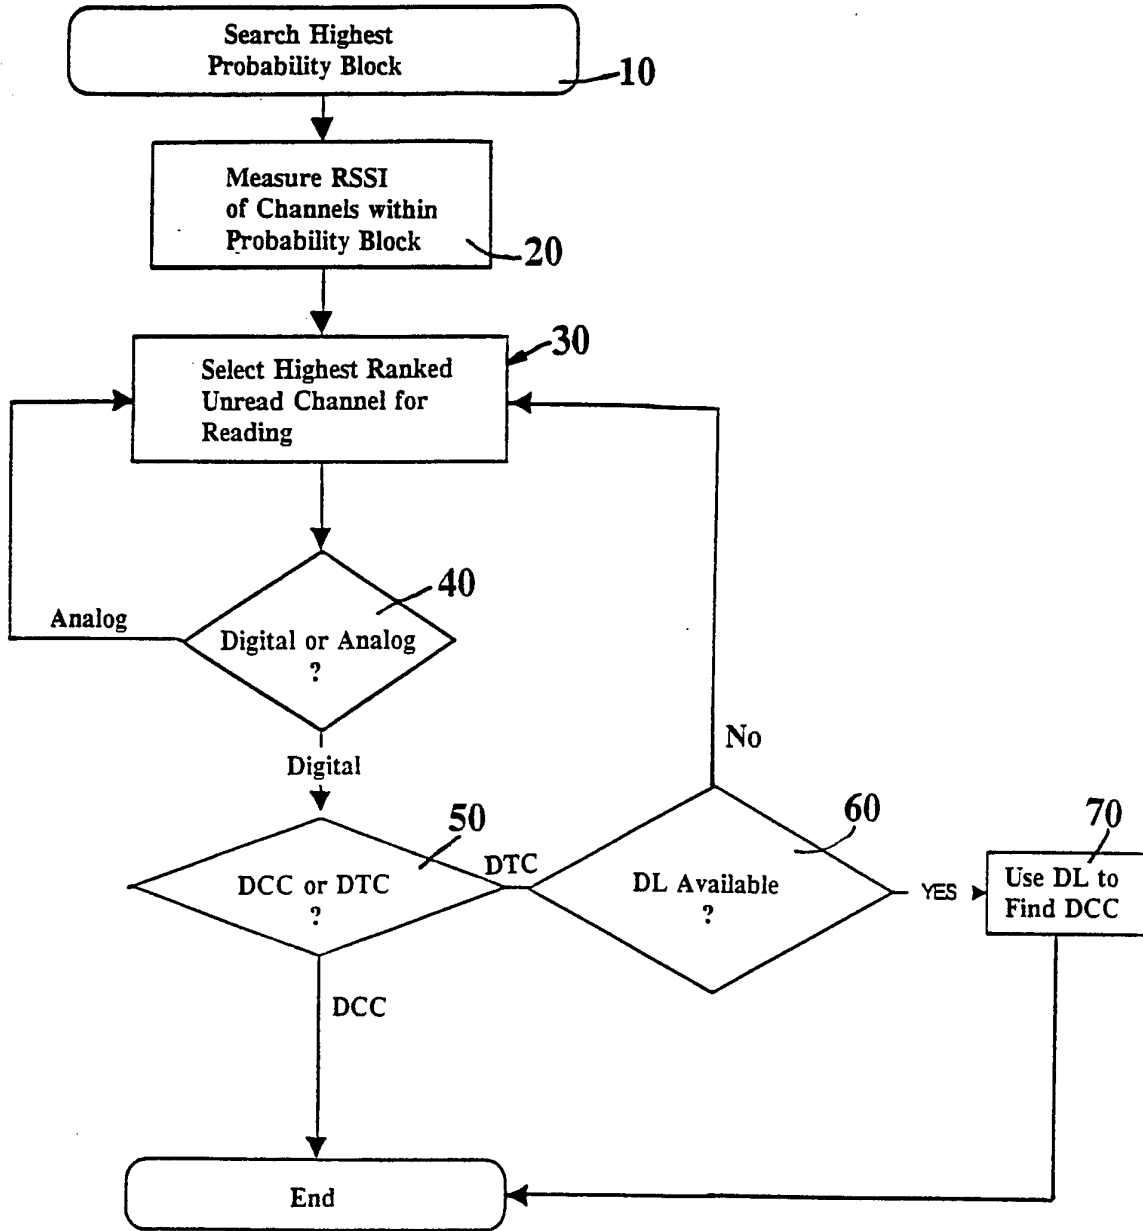 Search Highest
Probability Block
10
Measure RSSI
of Channels within
Probability Block
20
30
Select Highest Ranked
Unread Channel for
Reading
40
Analog
Digital or Analog
?
No
Digital
50
60
70
DCC or DTC
?
DTC
DL Available
?
YES
Use DL to
Find DCC
DCC
End